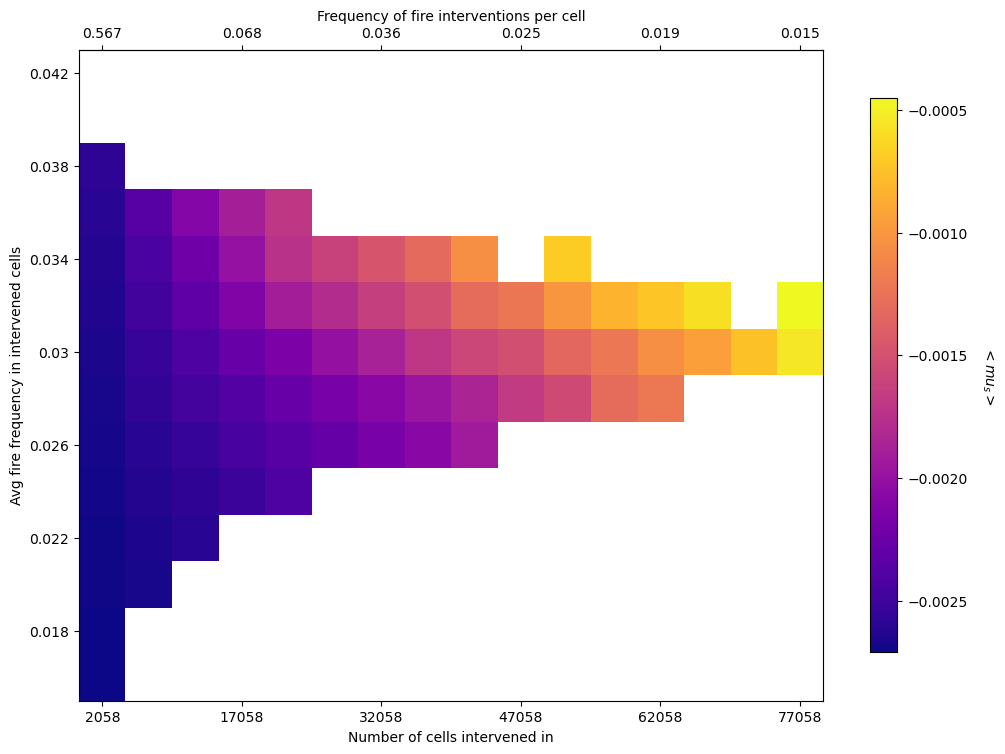 Frequency of fire interventions per cell
0.567 0.068 0.036 0.025 0.019 0.015
0.042
0.038
0.034
0.03
0.026
0.022
0.018
Avg fire frequency in intervened cells
2058 17058 32058 47058 62058 77058
Number of cells intervened in
−0.0005
−0.0010
−0.0015
−0.0020
−0.0025
< mu_s >